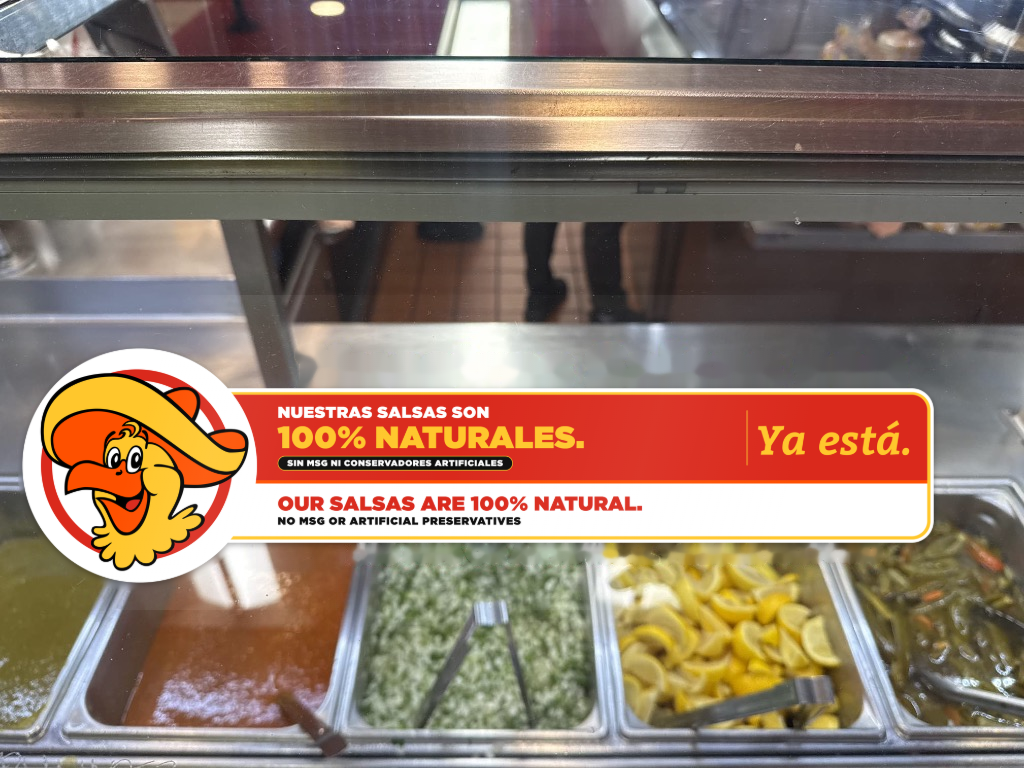 NUESTRAS SALSAS SON
100% NATURALES.
SIN MSG NI CONSERVADORES ARTIFICIALES
Ya está.
OUR SALSAS ARE 100% NATURAL.
NO MSG OR ARTIFICIAL PRESERVATIVES